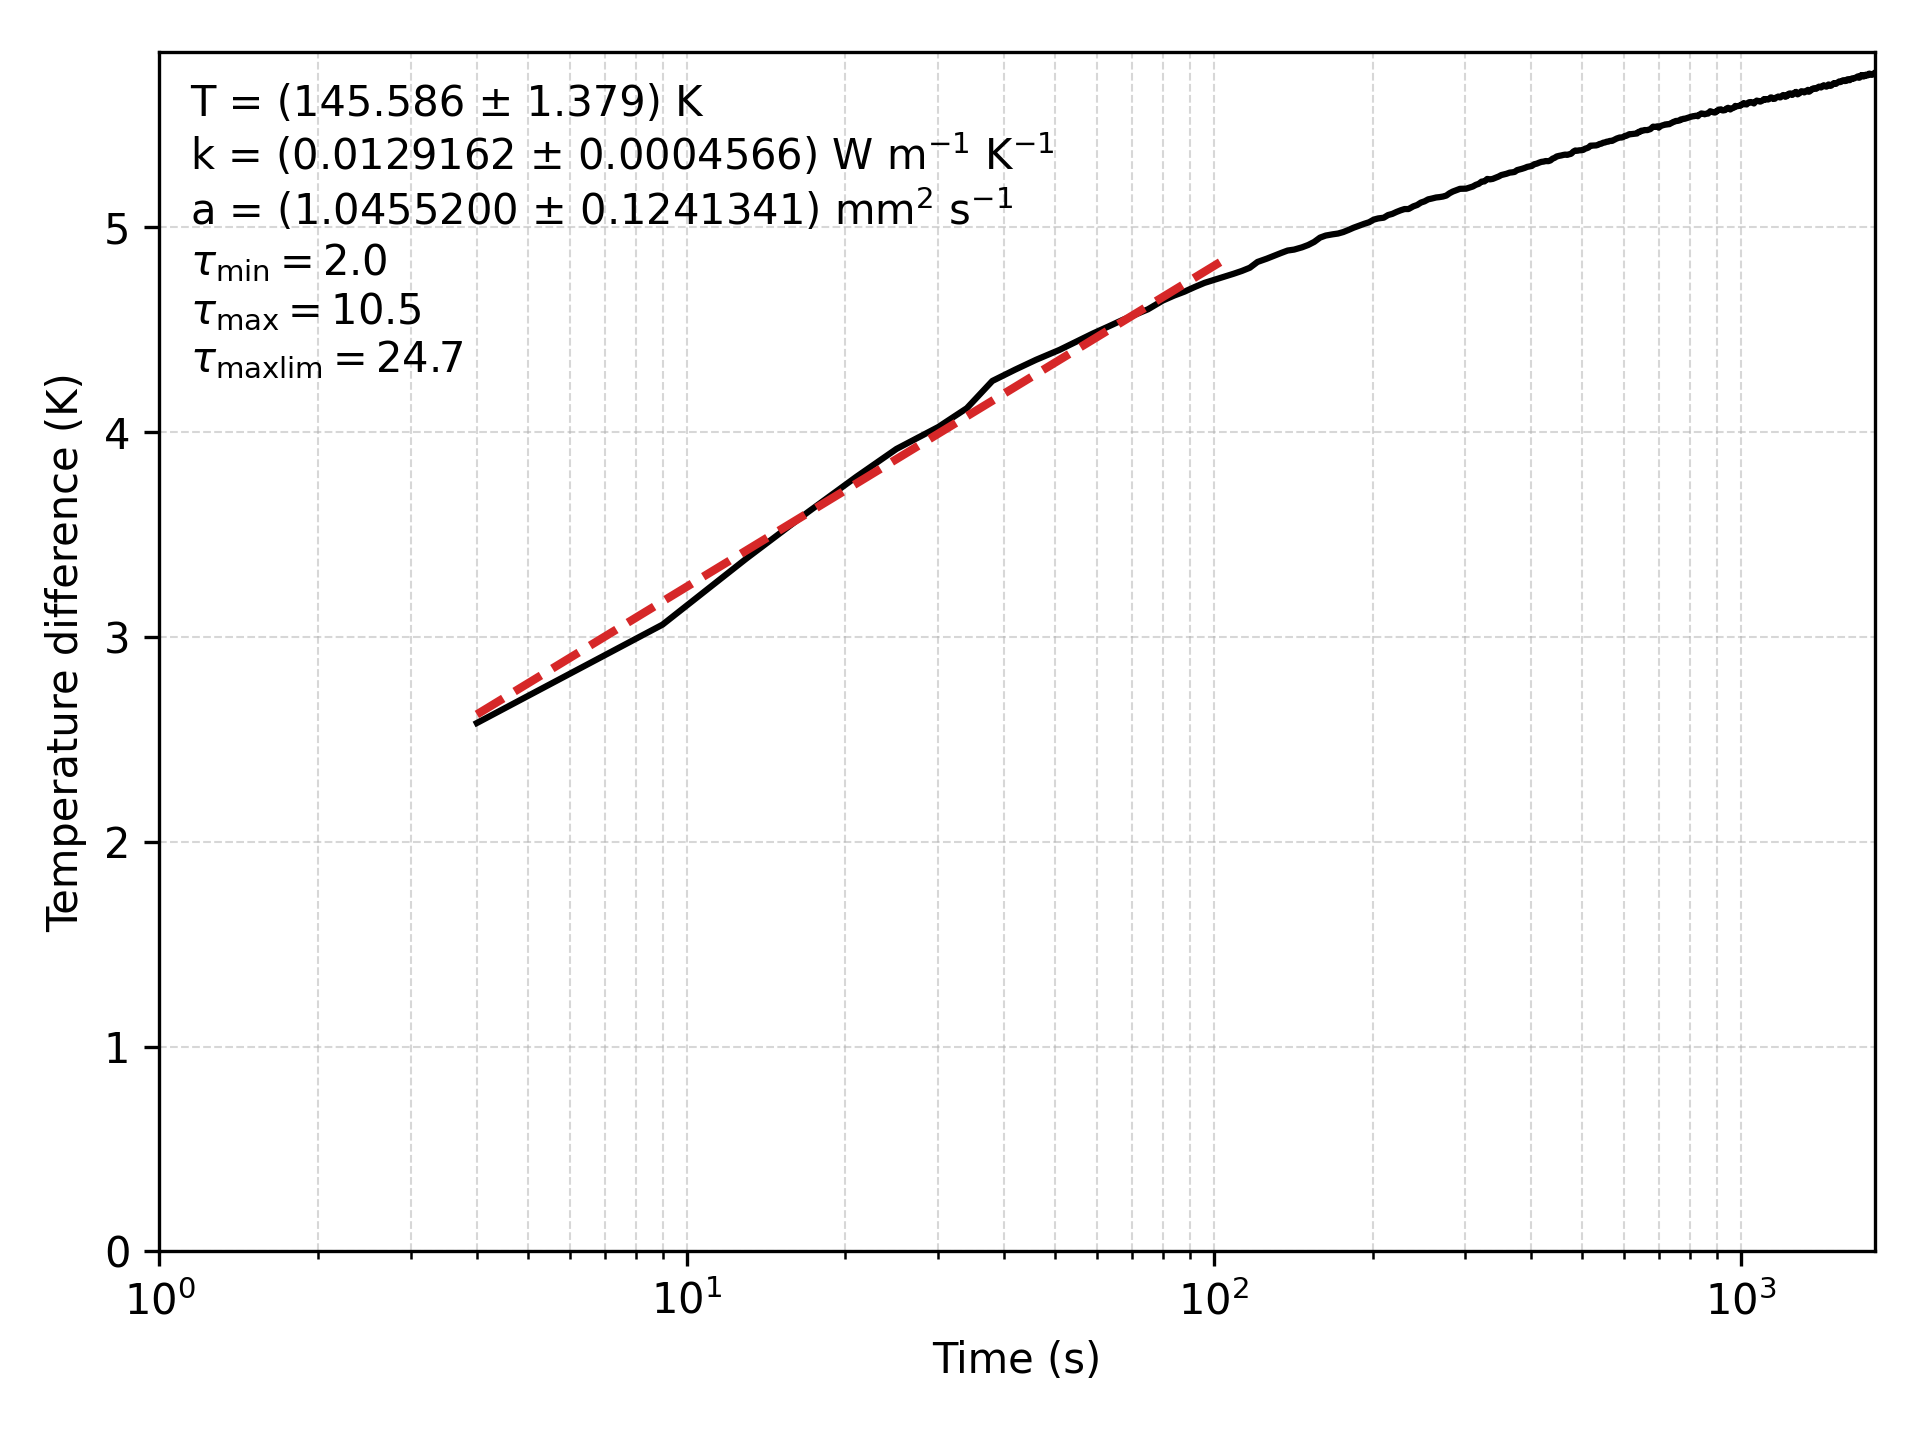 T = (145.586 ± 1.379) K
k = (0.0129162 ± 0.0004566) W m⁻¹ K⁻¹
a = (1.0455200 ± 0.1241341) mm² s⁻¹
τmin = 2.0
τmax = 10.5
τmaxlim = 24.7
Temperature difference (K)
5
4
3
2
1
0
10⁰ 10¹ 10² 10³
Time (s)